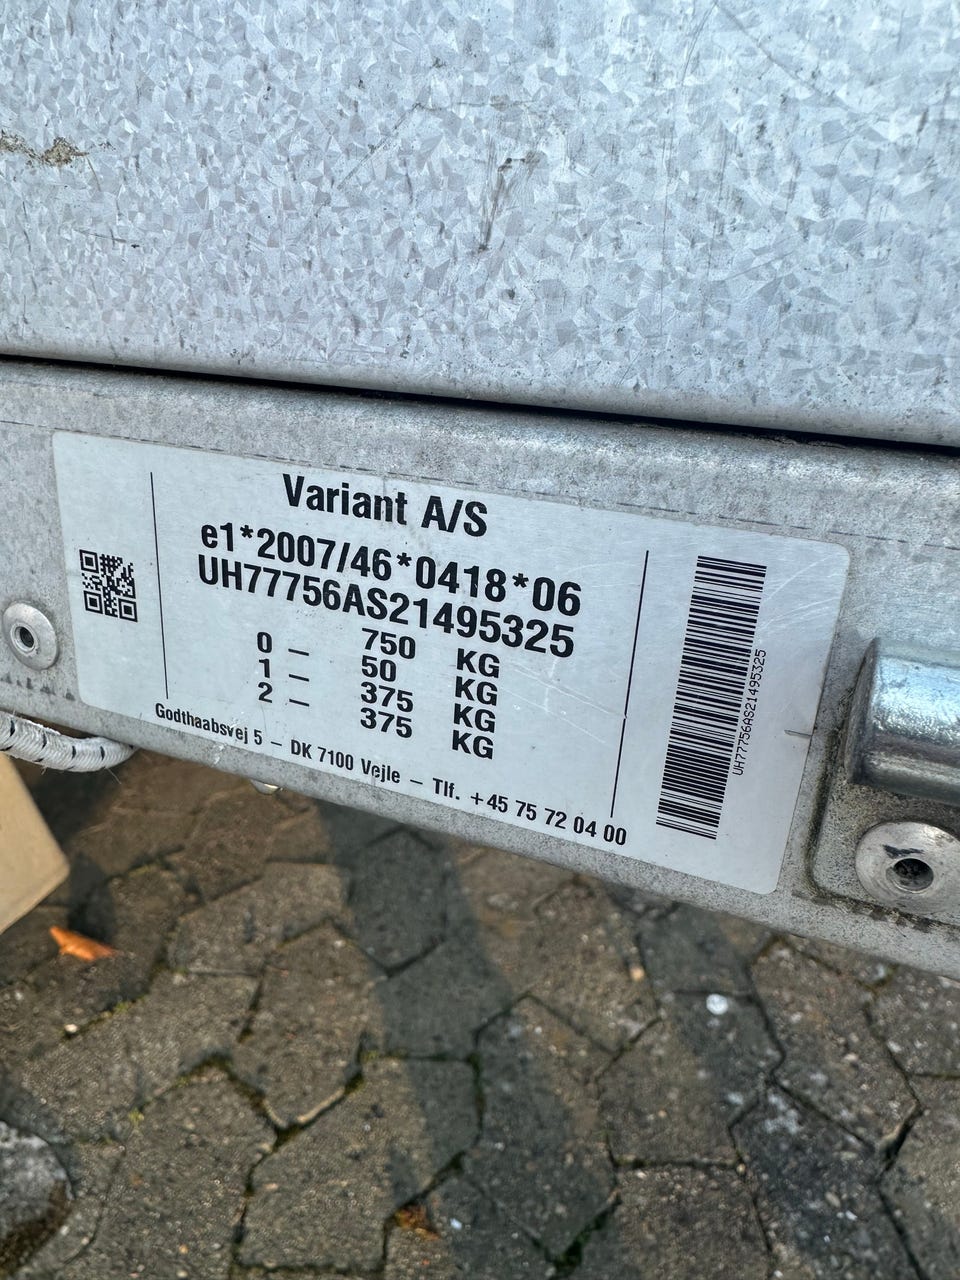 Variant A/S
e1*2007/46*0418*06
UH77756AS21495325
750 KG
0 – 50 KG
1 – 375 KG
2 – 375 KG
Godthaabsvej 5 – DK 7100 Vejle – Tlf. +45 75 72 04 00
UH77756AS21495325